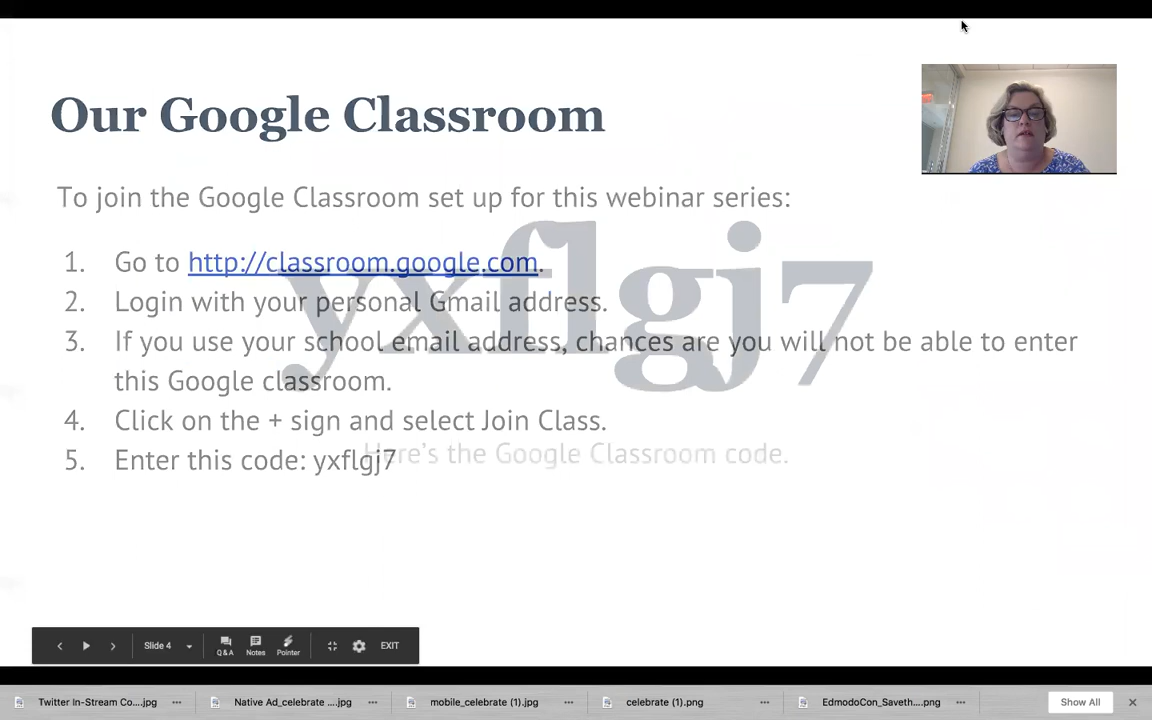 Our Google Classroom
To join the Google Classroom set up for this webinar series:
1. Go to http://classroom.google.com.
2. Login with your personal Gmail address.
3. If you use your school email address, chances are you will not be able to enter
this Google classroom.
4. Click on the + sign and select Join Class.
5. Enter this code: yxflgj7
yxflgj7
Here's the Google Classroom code.
Slide 4
Q&A
Notes
Pointer
EXIT
Twitter In-Stream Co....jpg
Native Ad_celebrate ....jpg
mobile_celebrate (1).jpg
celebrate (1).png
EdmodoCon_Saveth....png
Show All